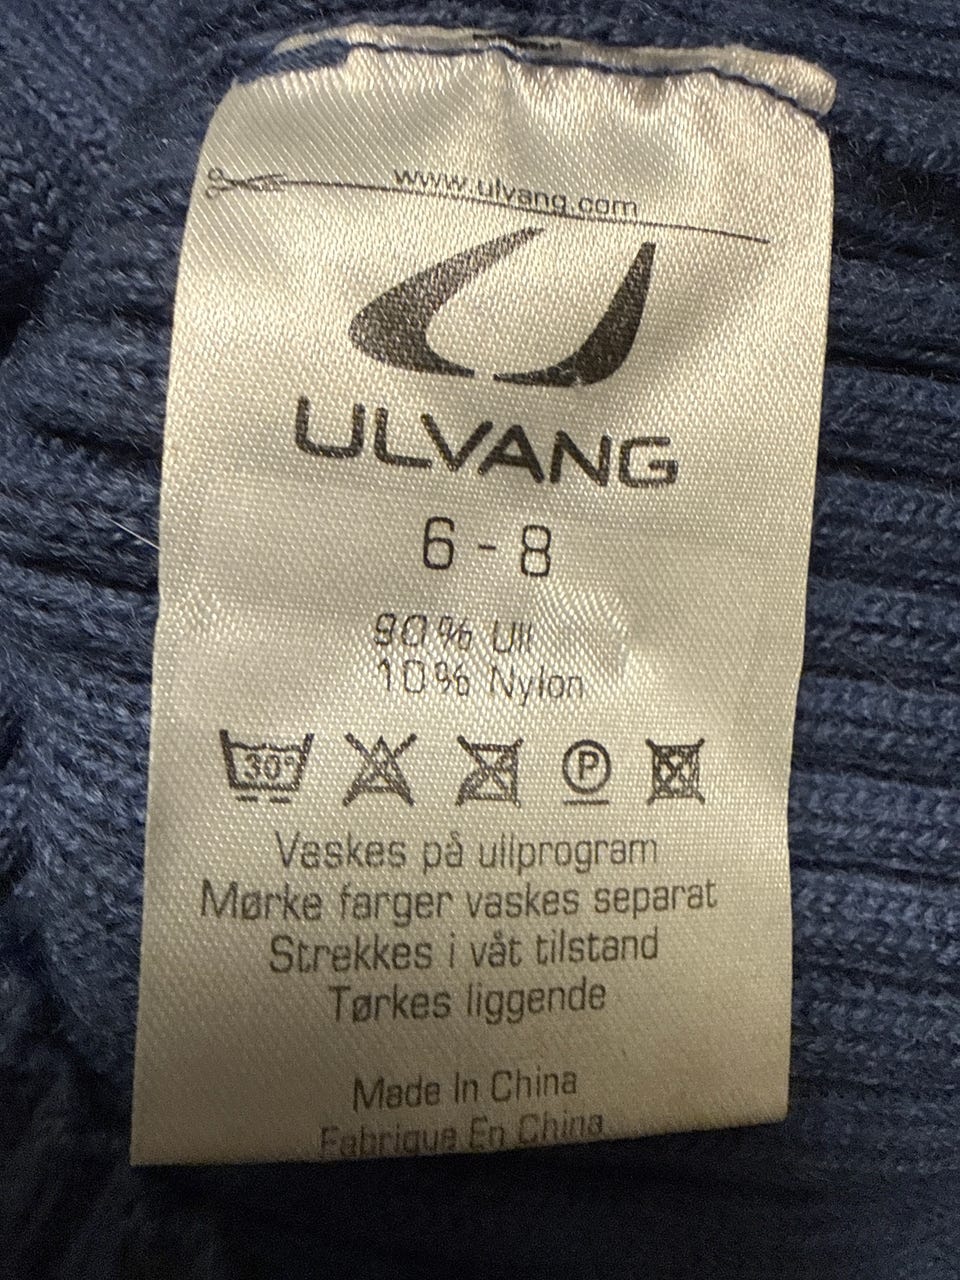 www.ulvang.com
ULVANG
6 - 8
90% Ull
10% Nylon
30°
P
Vaskes på ullprogram
Mørke farger vaskes separat
Strekkes i våt tilstand
Tørkes liggende
Made In China
Fabrique En China